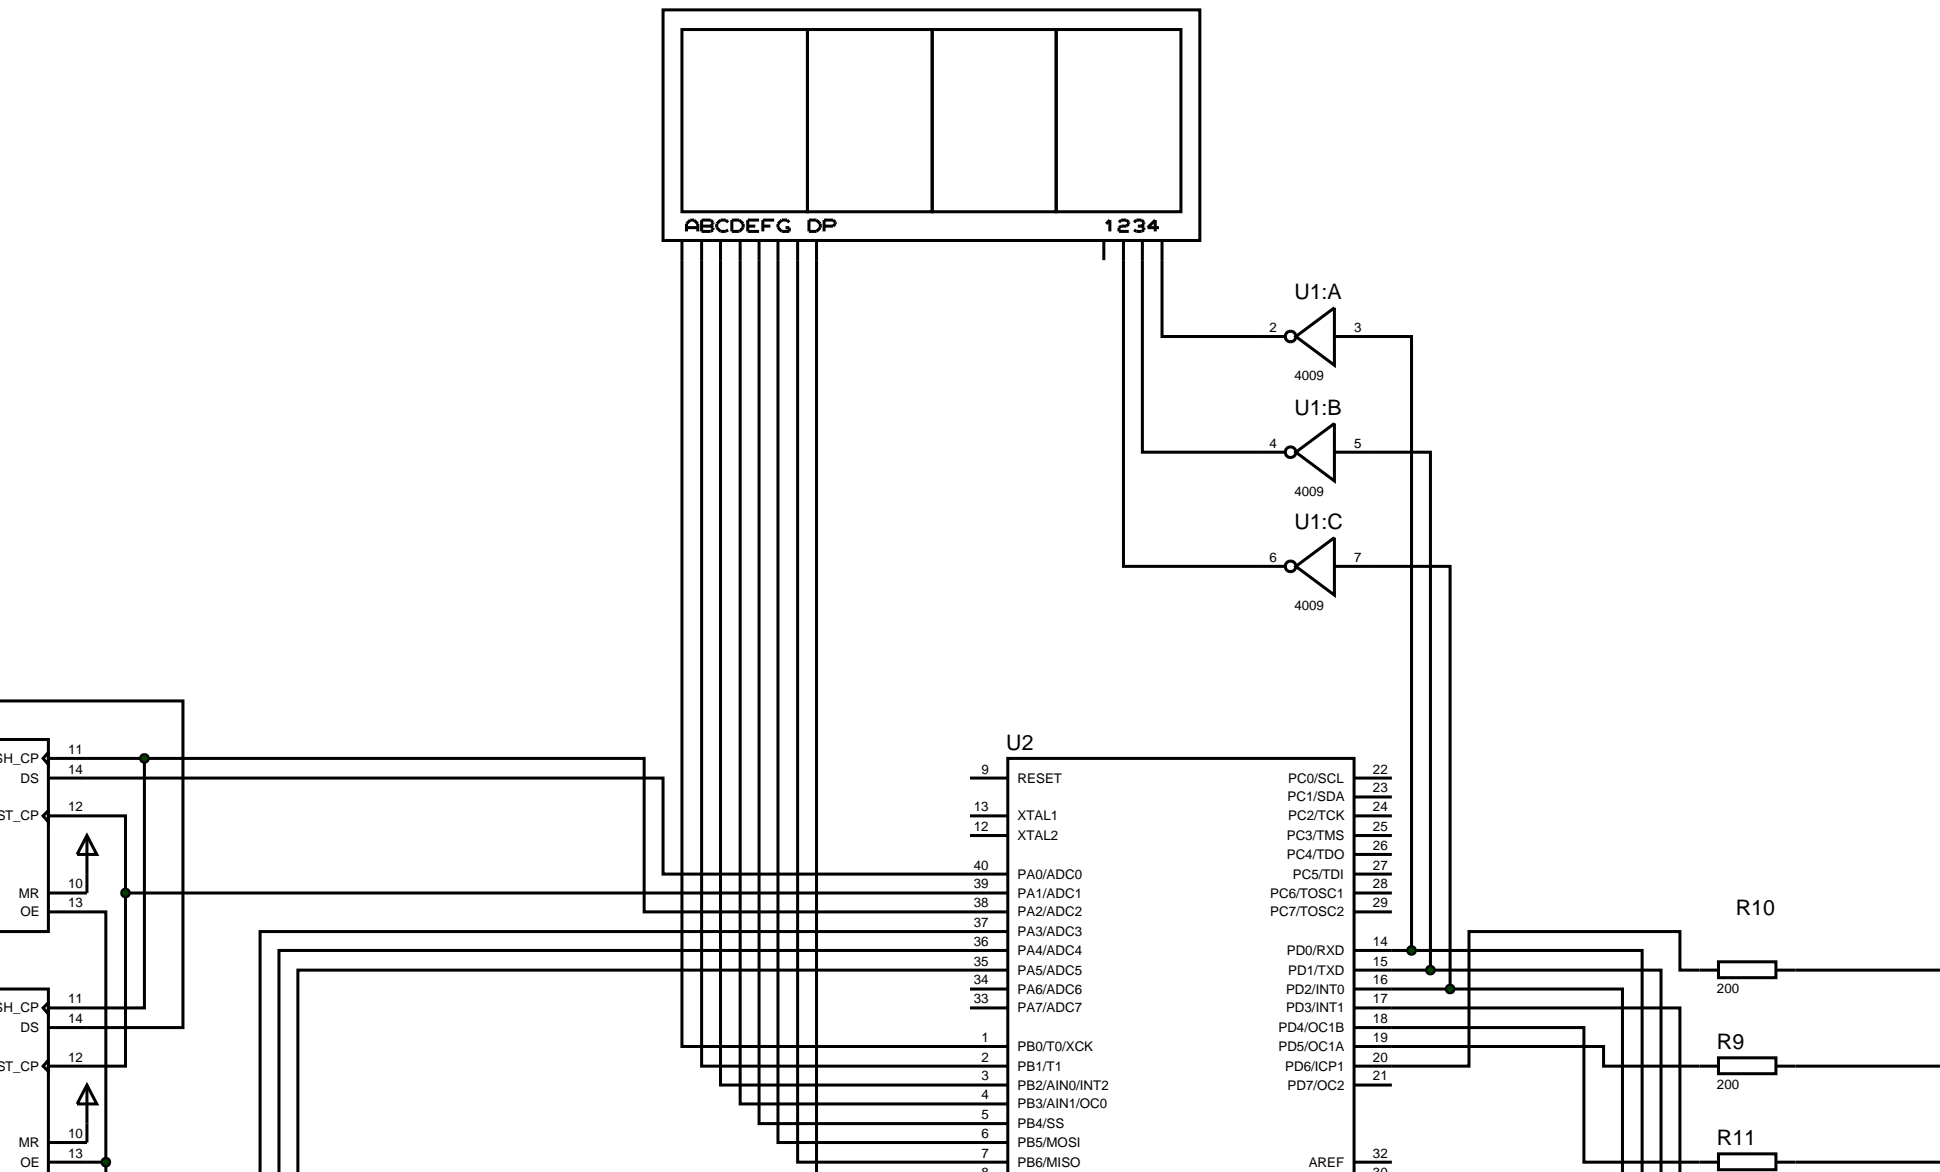 ABCDEFG DP
1234
U1:A
2
3
4009
U1:B
4
5
4009
U1:C
6
7
4009
SH_CP
11
DS
14
ST_CP
12
MR
10
OE
13
SH_CP
11
DS
14
ST_CP
12
MR
10
OE
13
U2
9
RESET
13
XTAL1
12
XTAL2
40
PA0/ADC0
39
PA1/ADC1
38
PA2/ADC2
37
PA3/ADC3
36
PA4/ADC4
35
PA5/ADC5
34
PA6/ADC6
33
PA7/ADC7
1
PB0/T0/XCK
2
PB1/T1
3
PB2/AIN0/INT2
4
PB3/AIN1/OC0
5
PB4/SS
6
PB5/MOSI
7
PB6/MISO
8
PC0/SCL
22
PC1/SDA
23
PC2/TCK
24
PC3/TMS
25
PC4/TDO
26
PC5/TDI
27
PC6/TOSC1
28
PC7/TOSC2
29
PD0/RXD
14
PD1/TXD
15
PD2/INT0
16
PD3/INT1
17
PD4/OC1B
18
PD5/OC1A
19
PD6/ICP1
20
PD7/OC2
21
AREF
32
30
R10
200
R9
200
R11